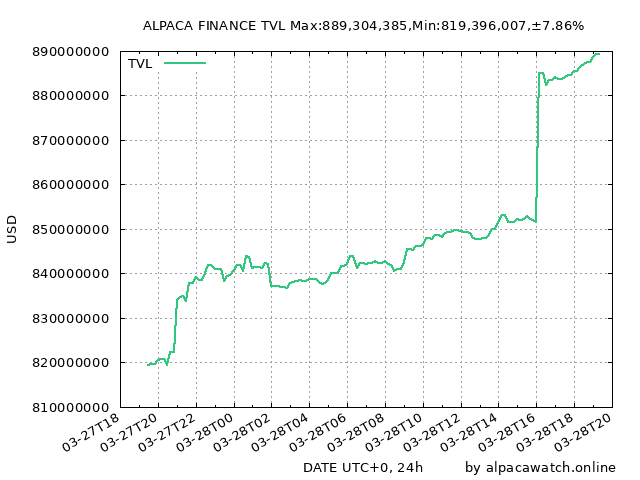 ALPACA FINANCE TVL Max:889,304,385,Min:819,396,007,±7.86%
TVL
890000000
880000000
870000000
860000000
850000000
840000000
830000000
820000000
810000000
USD
03-27T18
03-27T20
03-27T22
03-28T00
03-28T02
03-28T04
03-28T06
03-28T08
03-28T10
03-28T12
03-28T14
03-28T16
03-28T18
03-28T20
DATE UTC+0, 24h
by alpacawatch.online